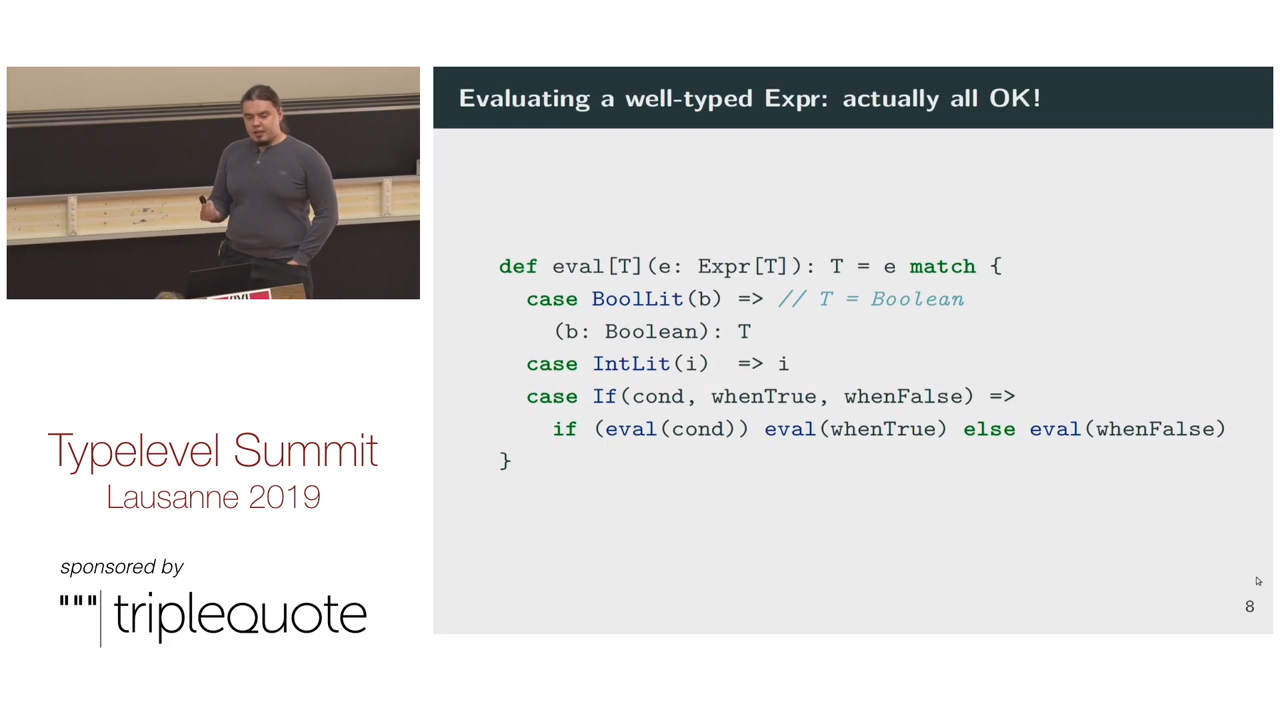 Evaluating a well-typed Expr: actually all OK!
def eval[T](e: Expr[T]): T = e match {
case BoolLit(b) => // T = Boolean
(b: Boolean): T
case IntLit(i) => i
case If(cond, whenTrue, whenFalse) =>
if (eval(cond)) eval(whenTrue) else eval(whenFalse)
}
8
Typelevel Summit
Lausanne 2019
sponsored by
"""|triplequote